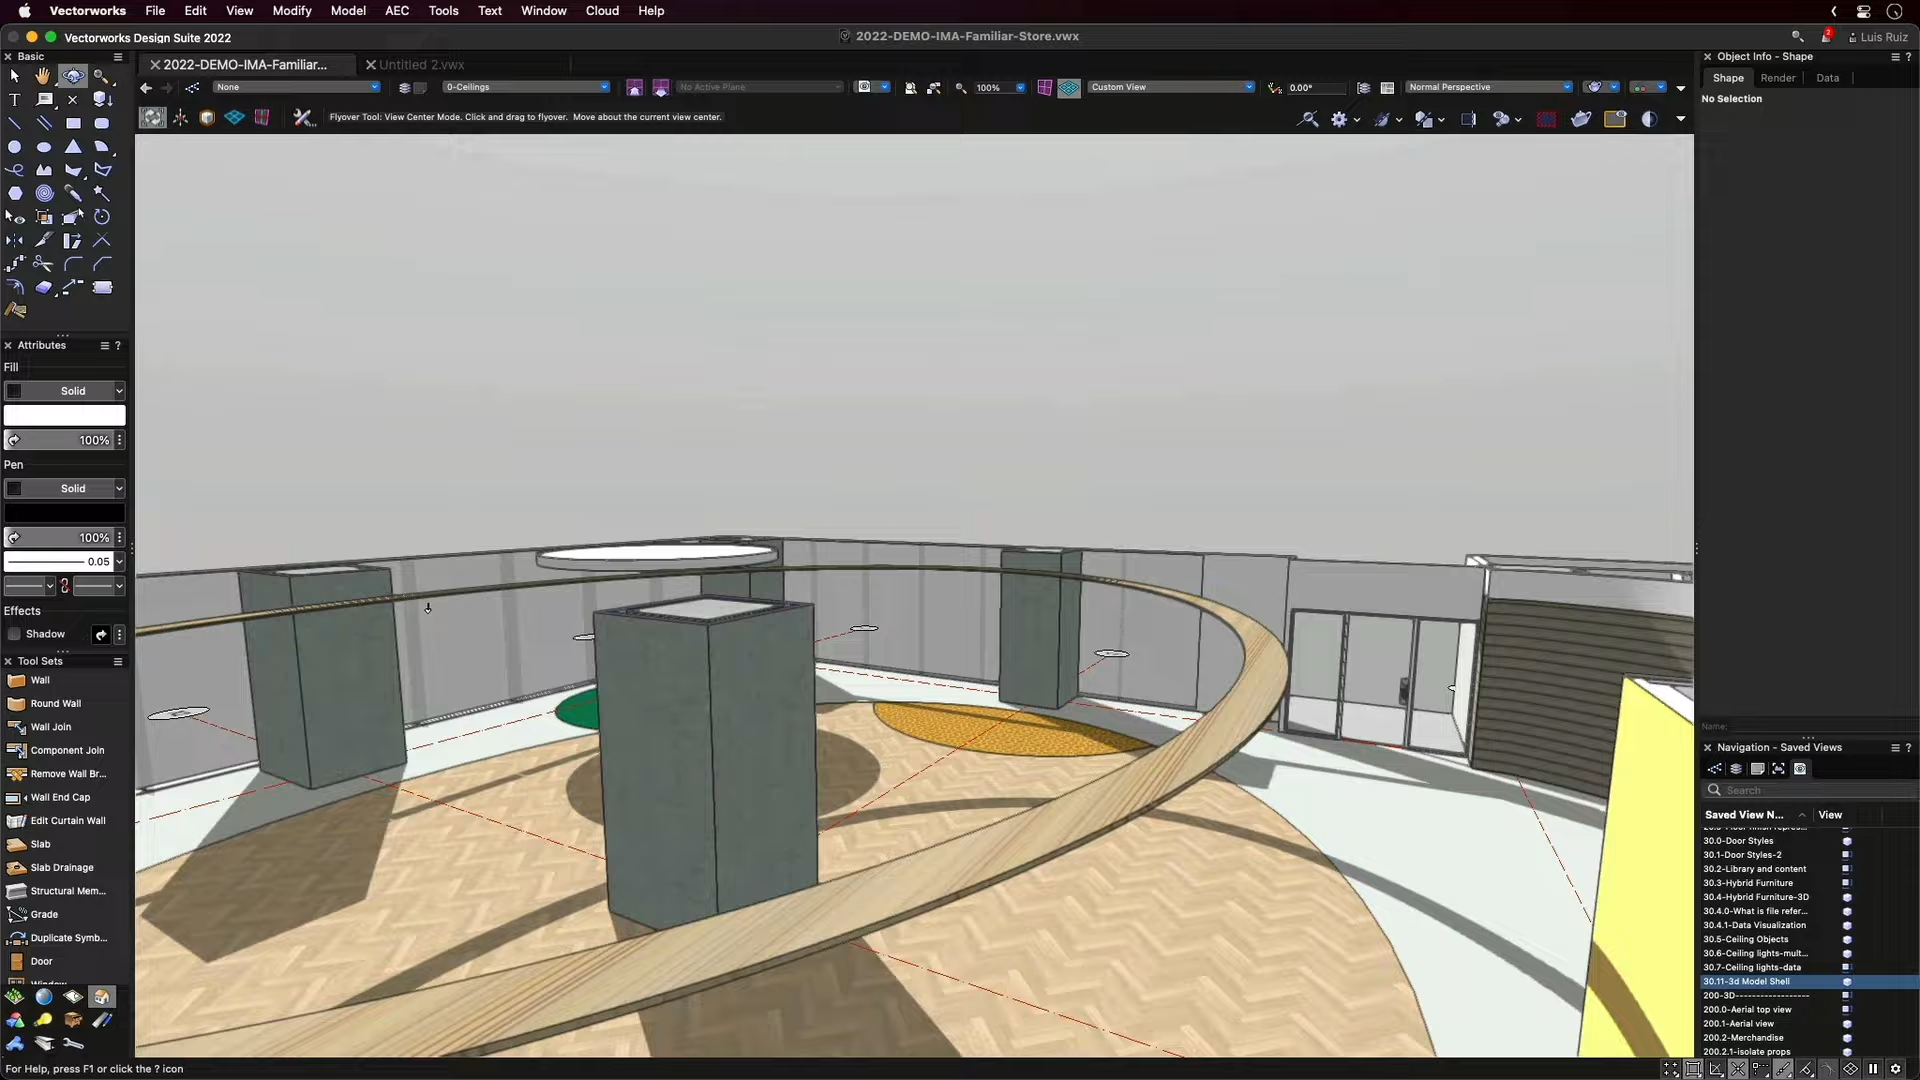 Vectorworks File Edit View Modify Model AEC Tools Text Window Cloud Help
Vectorworks Design Suite 2022
2022-DEMO-IMA-Familiar-Store.vwx
2
Luis Ruiz
Basic
2022-DEMO-IMA-Familiar...
Untitled 2.vwx
None
0-Ceilings
No Active Plane
100%
Custom View
0.00°
Normal Perspective
Flyover Tool: View Center Mode. Click and drag to flyover. Move about the current view center.
Object Info - Shape
Shape Render Data
No Selection
Attributes
Fill
Solid
100%
Pen
Solid
100%
0.05
Effects
Shadow
Tool Sets
Wall
Round Wall
Wall Join
Component Join
Remove Wall Br...
Wall End Cap
Edit Curtain Wall
Slab
Slab Drainage
Structural Mem...
Grade
Duplicate Symb...
Door
Name:
Navigation - Saved Views
Search
Saved View N... View
30.0-Door Styles
30.1-Door Styles-2
30.2-Library and content
30.3-Hybrid Furniture
30.4-Hybrid Furniture-3D
30.4.0-What is file refer...
30.4.1-Data Visualization
30.5-Ceiling Objects
30.6-Ceiling lights-mult...
30.7-Ceiling lights-data
30.11-3d Model Shell
200-3D------------------
200.0-Aerial top view
200.1-Aerial view
200.2-Merchandise
200.2.1-isolate props
For Help, press F1 or click the ? icon